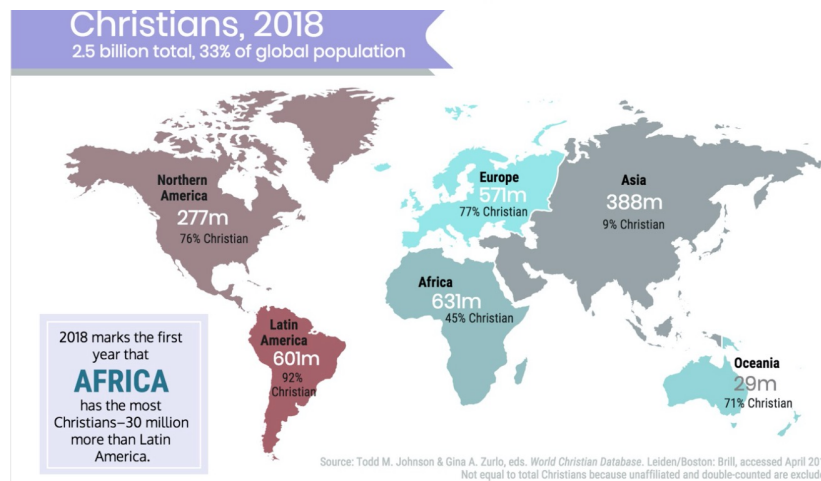 Christians, 2018
2.5 billion total, 33% of global population
Northern
America
277m
76% Christian
Europe
571m
77% Christian
Asia
388m
9% Christian
Africa
631m
45% Christian
Latin
America
601m
92%
Christian
Oceania
29m
71% Christian
2018 marks the first
year that
AFRICA
has the most
Christians–30 million
more than Latin
America.
Source: Todd M. Johnson & Gina A. Zurlo, eds. World Christian Database. Leiden/Boston: Brill, accessed April 201
Not equal to total Christians because unaffiliated and double-counted are exclude